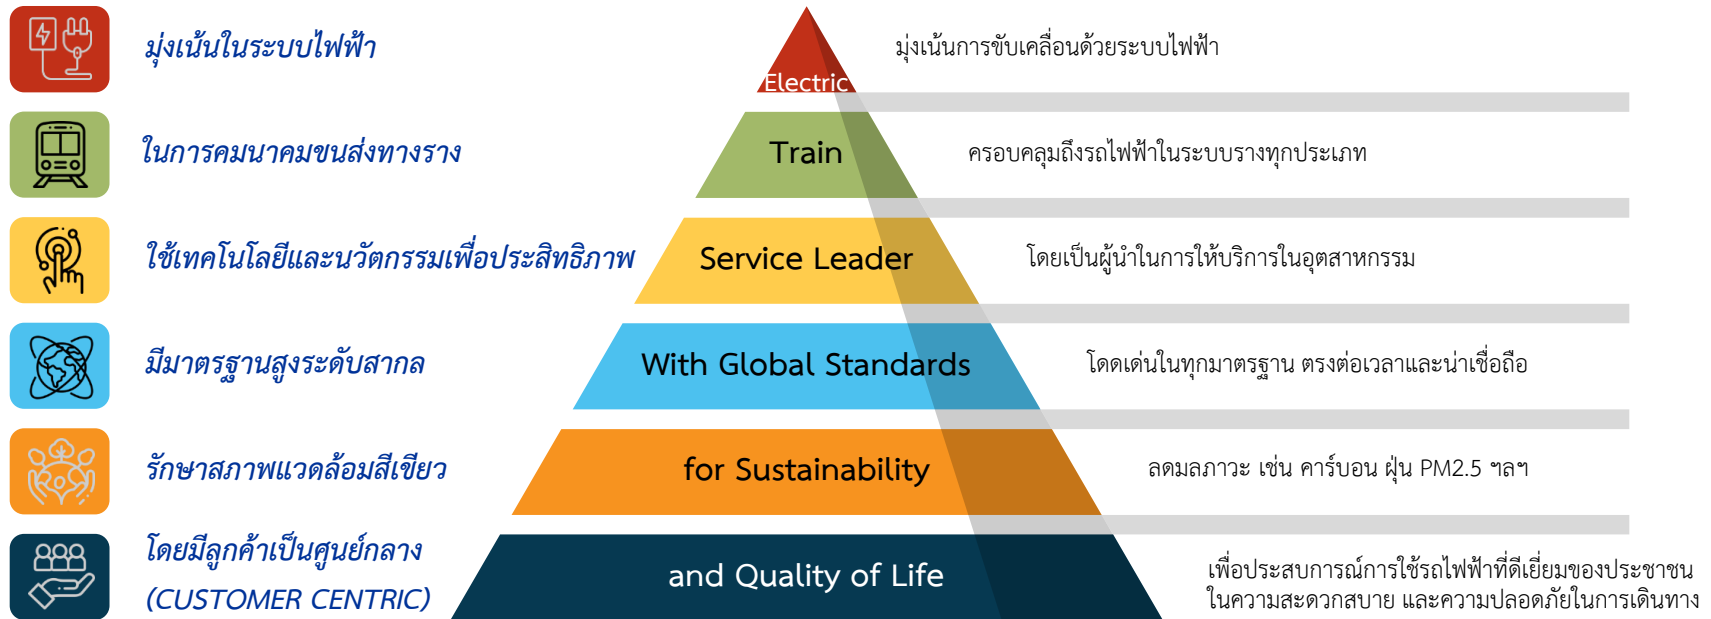 มุ่งเน้นในระบบไฟฟ้า
Electric
มุ่งเน้นการขับเคลื่อนด้วยระบบไฟฟ้า
ในการคมนาคมขนส่งทางราง
Train
ครอบคลุมถึงรถไฟฟ้าในระบบรางทุกประเภท
ใช้เทคโนโลยีและนวัตกรรมเพื่อประสิทธิภาพ
Service Leader
โดยเป็นผู้นำในการให้บริการในอุตสาหกรรม
มีมาตรฐานสูงระดับสากล
With Global Standards
โดดเด่นในทุกมาตรฐาน ตรงต่อเวลาและน่าเชื่อถือ
รักษาสภาพแวดล้อมสีเขียว
for Sustainability
ลดมลภาวะ เช่น คาร์บอน ฝุ่น PM2.5 ฯลฯ
โดยมีลูกค้าเป็นศูนย์กลาง
(CUSTOMER CENTRIC)
and Quality of Life
เพื่อประสบการณ์การใช้รถไฟฟ้าที่ดีเยี่ยมของประชาชน
ในความสะดวกสบาย และความปลอดภัยในการเดินทาง